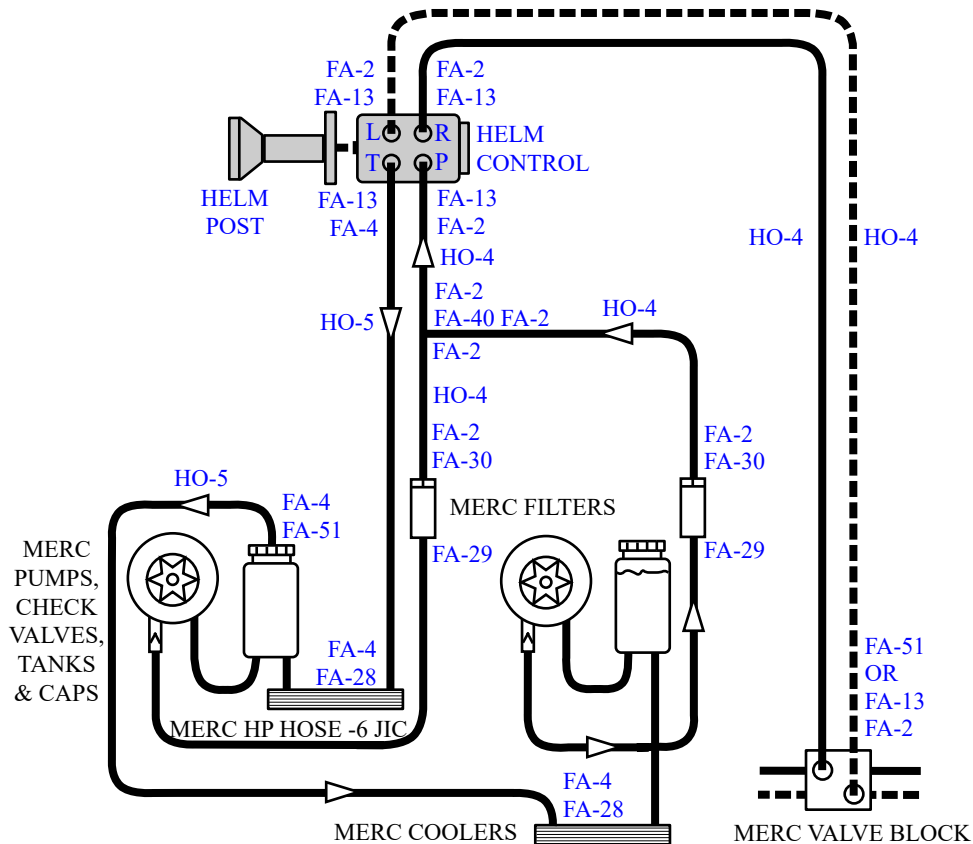 FA-2
FA-13
FA-2
FA-13
L
R
T
P
HELM
CONTROL
HELM
POST
FA-13
FA-4
FA-13
FA-2
HO-4
HO-4
HO-4
FA-2
FA-40 FA-2
HO-4
HO-5
FA-2
HO-4
FA-2
FA-30
FA-2
FA-30
HO-5
FA-4
FA-51
MERC FILTERS
FA-29
FA-29
MERC
PUMPS,
CHECK
VALVES,
TANKS
& CAPS
FA-4
FA-28
FA-51
OR
FA-13
FA-2
MERC HP HOSE -6 JIC
FA-4
FA-28
MERC COOLERS
MERC VALVE BLOCK